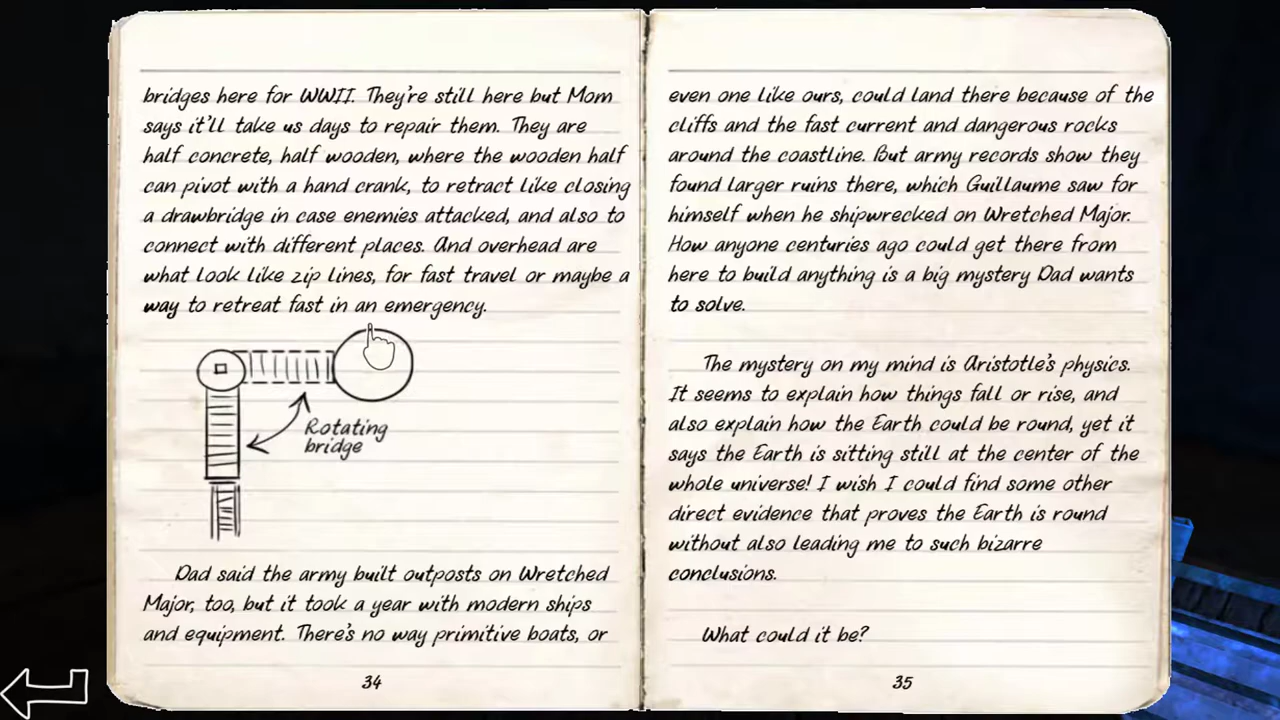 bridges here for WWII. They're still here but Mom
says it'll take us days to repair them. They are
half concrete, half wooden, where the wooden half
can pivot with a hand crank, to retract like closing
a drawbridge in case enemies attacked, and also to
connect with different places. And overhead are
what look like zip lines, for fast travel or maybe a
way to retreat fast in an emergency.
Rotating
bridge
Dad said the army built outposts on Wretched
Major, too, but it took a year with modern ships
and equipment. There's no way primitive boats, or
34
even one like ours, could land there because of the
cliffs and the fast current and dangerous rocks
around the coastline. But army records show they
found larger ruins there, which Guillaume saw for
himself when he shipwrecked on Wretched Major.
How anyone centuries ago could get there from
here to build anything is a big mystery Dad wants
to solve.
The mystery on my mind is Aristotle's physics.
It seems to explain how things fall or rise, and
also explain how the Earth could be round, yet it
says the Earth is sitting still at the center of the
whole universe! I wish I could find some other
direct evidence that proves the Earth is round
without also leading me to such bizarre
conclusions.
What could it be?
35